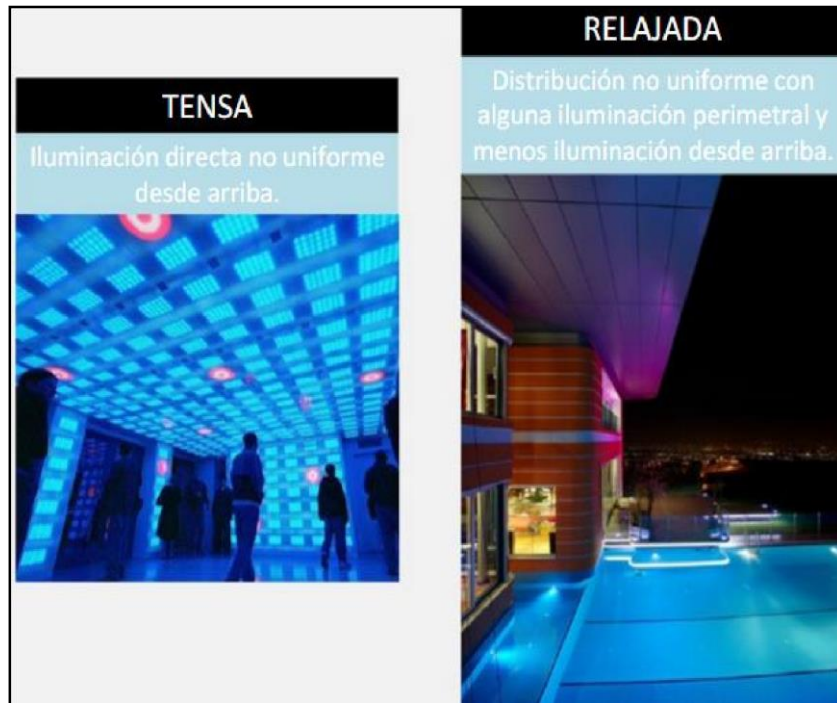 TENSA
Iluminación directa no uniforme
desde arriba.
RELAJADA
Distribución no uniforme con
alguna iluminación perimetral y
menos iluminación desde arriba.